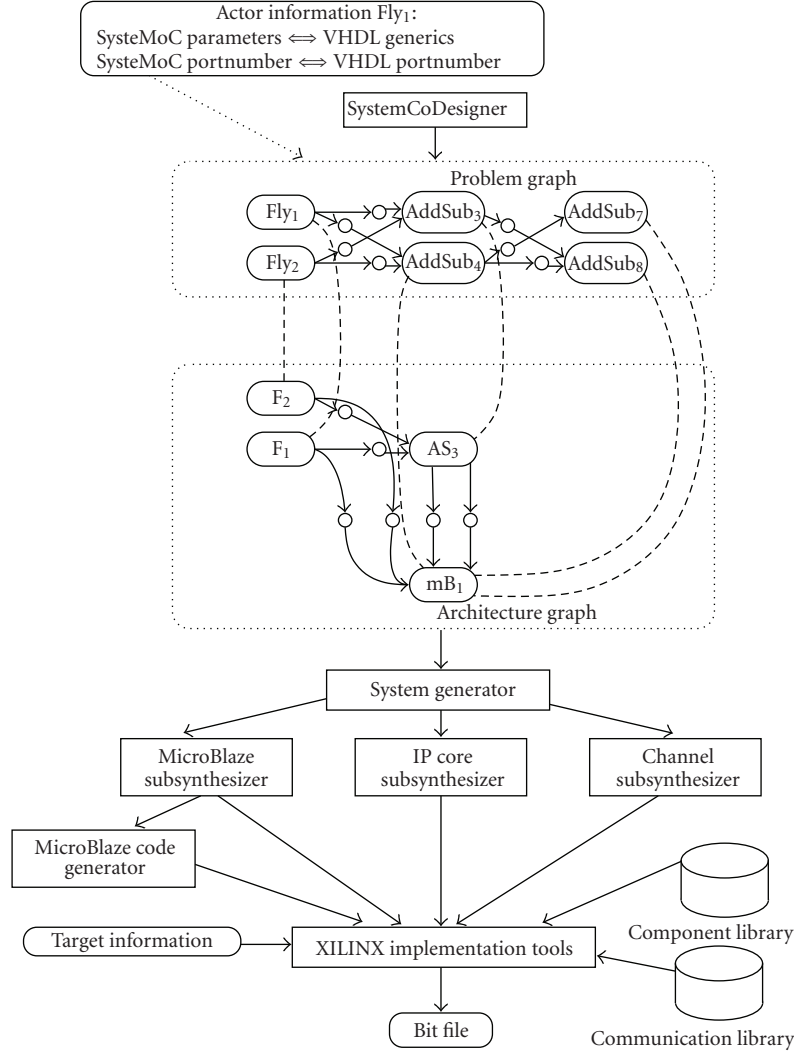 Actor information Fly₁:
SysteMoC parameters ⟺ VHDL generics
SysteMoC portnumber ⟺ VHDL portnumber
SystemCoDesigner
Problem graph
Fly₁
AddSub₃
AddSub₇
Fly₂
AddSub₄
AddSub₈
F₂
F₁
AS₃
mB₁
Architecture graph
System generator
MicroBlaze
subsynthesizer
IP core
subsynthesizer
Channel
subsynthesizer
MicroBlaze code
generator
Component library
Target information
XILINX implementation tools
Bit file
Communication library